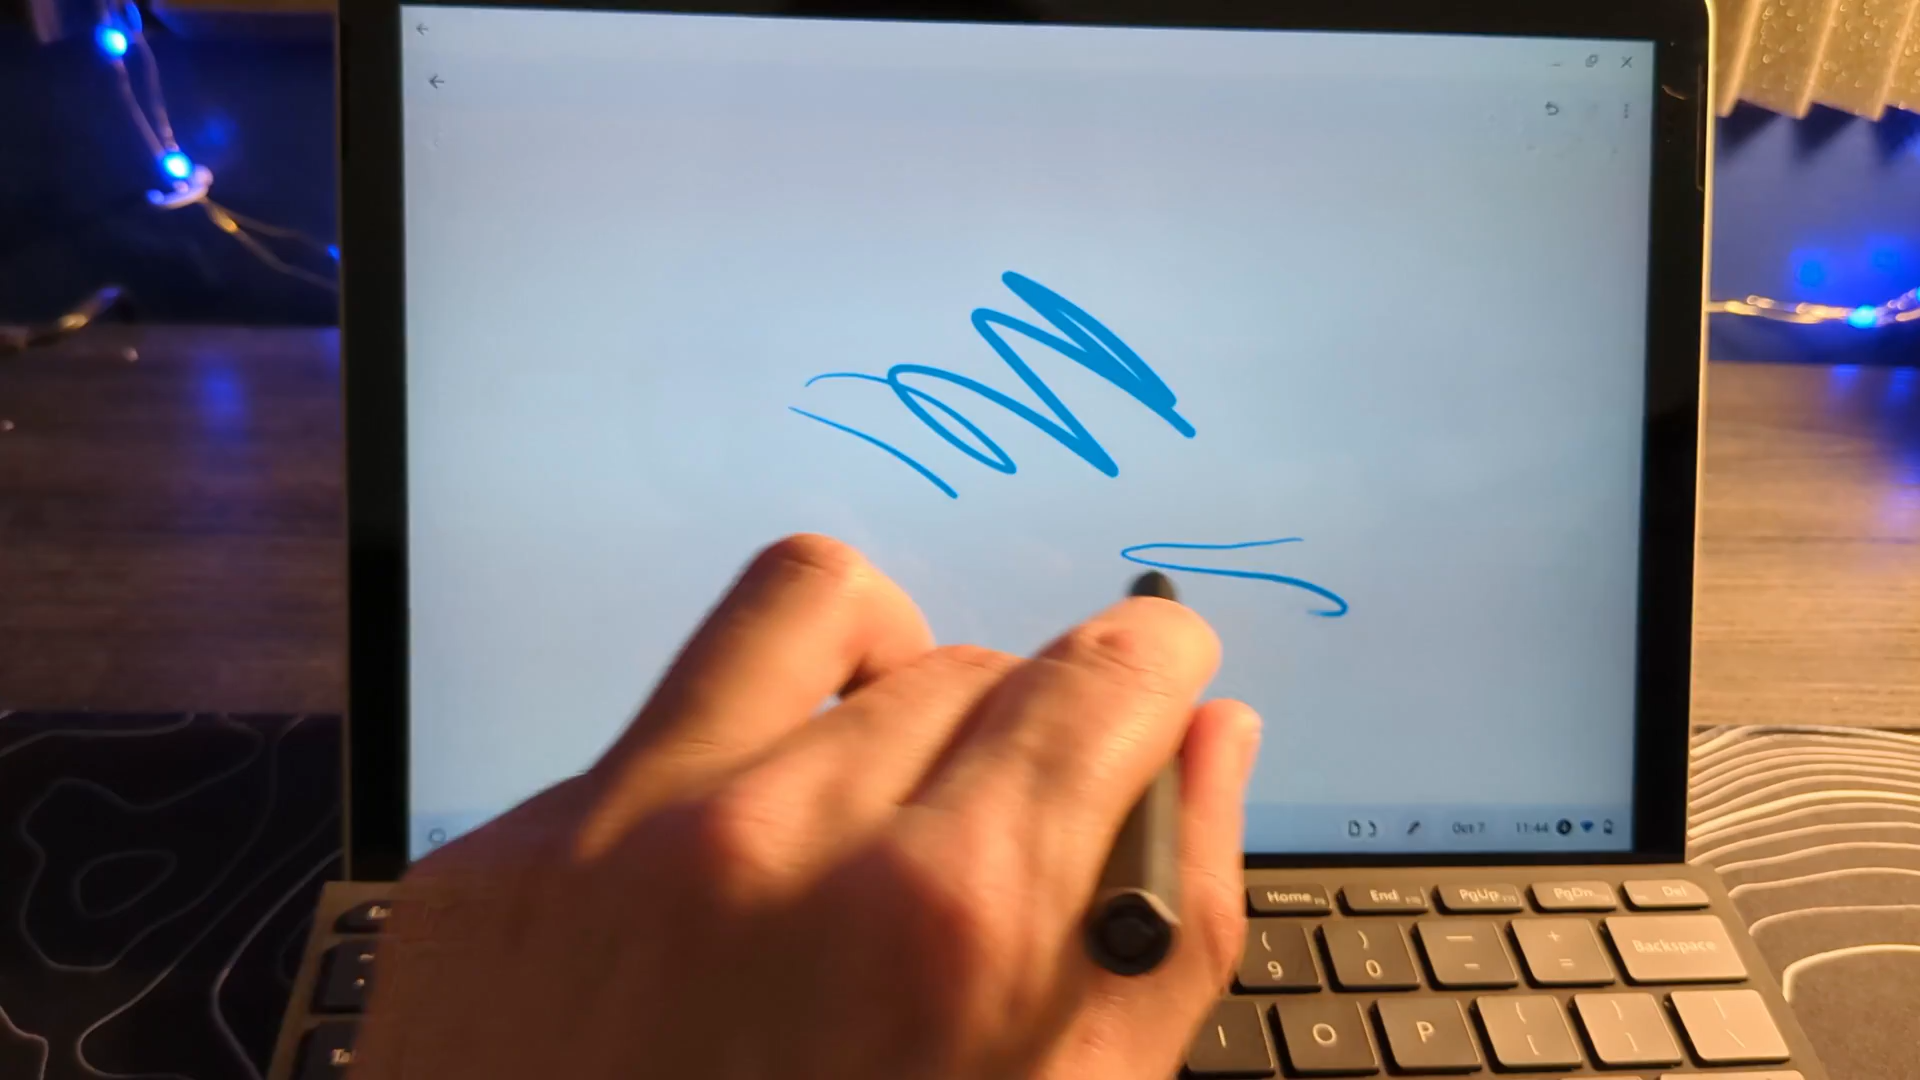 Oct 7 11:44
Home End PgUp PgDn Del
( ) — +
9 0 - = Backspace
I O P { } |
[ ] \